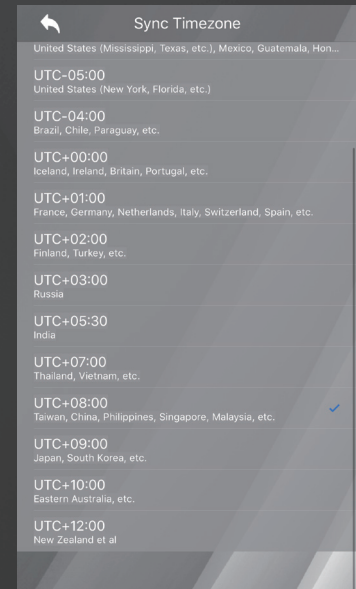 Sync Timezone
United States (Mississippi, Texas, etc.), Mexico, Guatemala, Hon...
UTC-05:00
United States (New York, Florida, etc.)
UTC-04:00
Brazil, Chile, Paraguay, etc.
UTC+00:00
Iceland, Ireland, Britain, Portugal, etc.
UTC+01:00
France, Germany, Netherlands, Italy, Switzerland, Spain, etc.
UTC+02:00
Finland, Turkey, etc.
UTC+03:00
Russia
UTC+05:30
India
UTC+07:00
Thailand, Vietnam, etc.
UTC+08:00
Taiwan, China, Philippines, Singapore, Malaysia, etc.
UTC+09:00
Japan, South Korea, etc.
UTC+10:00
Eastern Australia, etc.
UTC+12:00
New Zealand et al